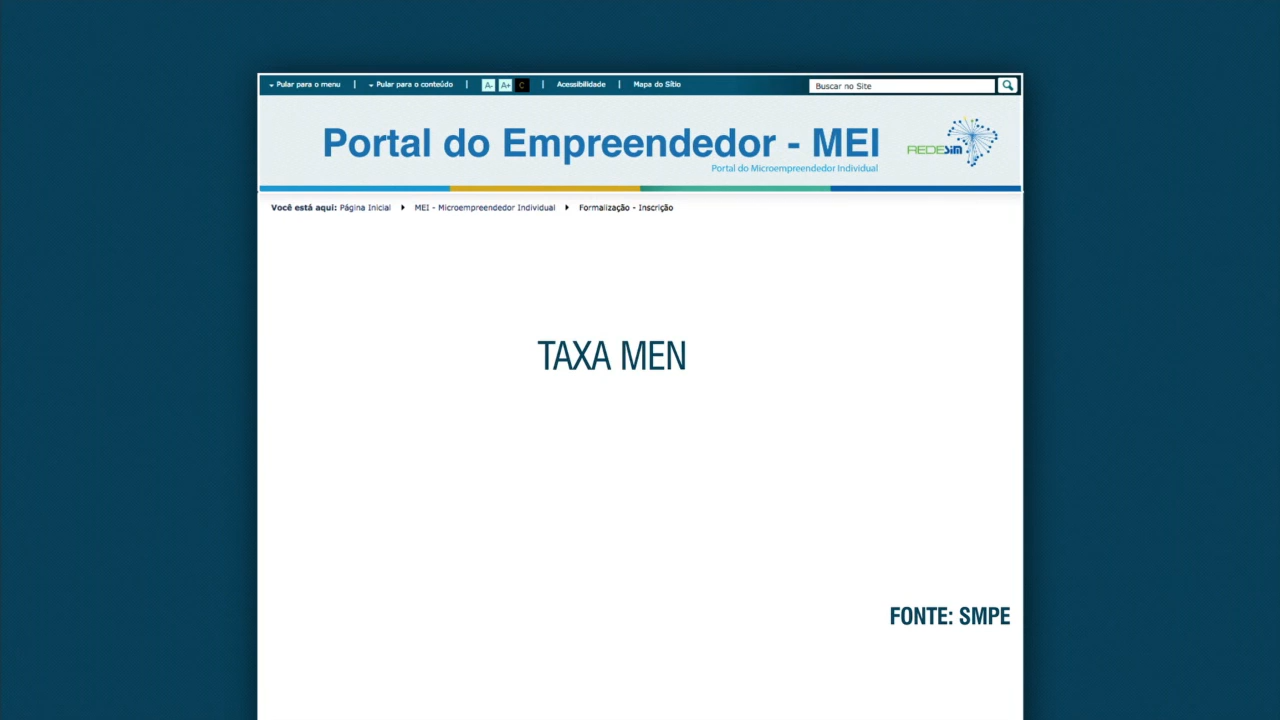 Pular para o menu | Pular para o conteúdo | A- A+ C | Acessibilidade | Mapa do Sítio Buscar no Site
Portal do Empreendedor - MEI
REDESIM
Portal do Microempreendedor Individual
Você está aqui: Página Inicial MEI - Microempreendedor Individual Formalização - Inscrição
TAXA MEN
FONTE: SMPE